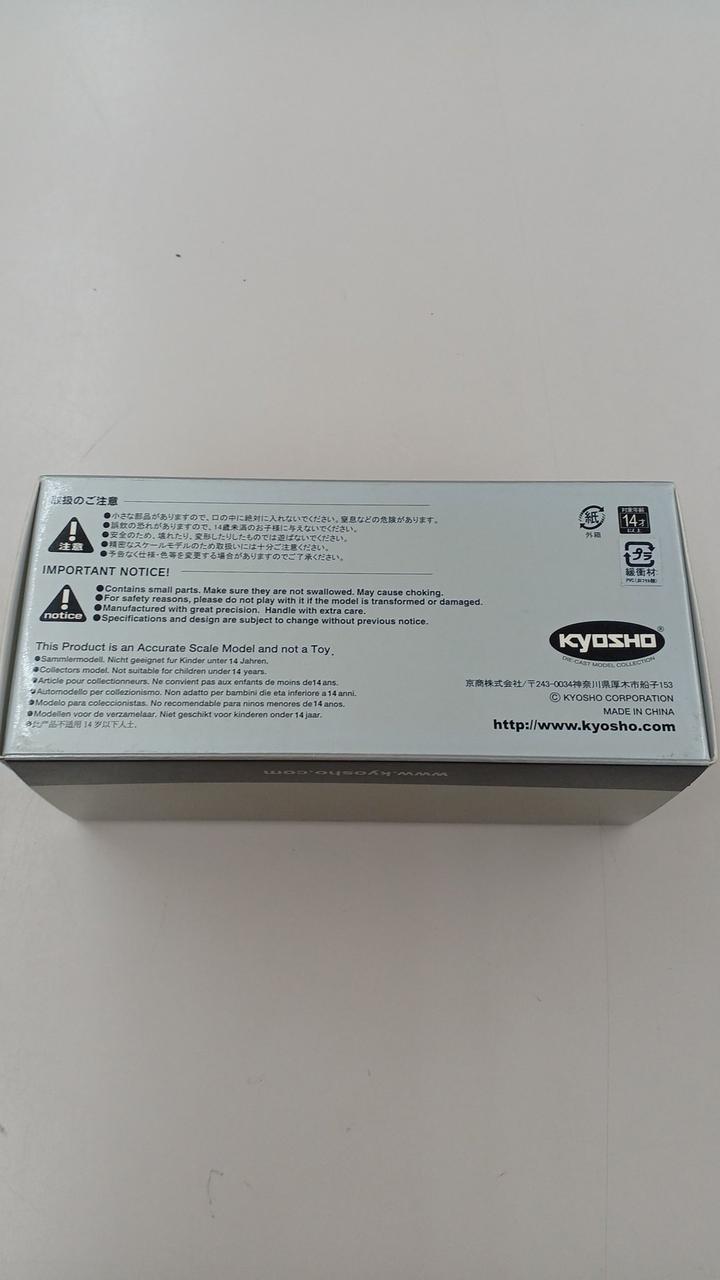 取扱のご注意
注意
●小さな部品がありますので、口の中に絶対に入れないでください。窒息などの危険があります。
●誤飲の恐れがありますので、14歳未満のお子様に与えないでください。
●安全のため、壊れたり、変形したりしたものでは遊ばないでください。
●精密なスケールモデルのため取扱いには十分ご注意ください。
●予告なく仕様・色等を変更する場合がありますのでご了承ください。
IMPORTANT NOTICE!
notice
●Contains small parts. Make sure they are not swallowed. May cause choking.
●For safety reasons, please do not play with it if the model is transformed or damaged.
●Manufactured with great precision. Handle with extra care.
●Specifications and design are subject to change without previous notice.
This Product is an Accurate Scale Model and not a Toy.
●Sammlermodell. Nicht geeignet fur Kinder unter 14 Jahren.
●Collectors model. Not suitable for children under 14 years.
●Article pour collectionneurs. Ne convient pas aux enfants de moins de 14 ans.
●Automodello per collezionismo. Non adatto per bambini die eta inferiore a 14 anni.
●Modelo para coleccionistas. No recomendable para ninos menores de 14 anos.
●Modellen voor de verzamelaar. Niet geschikt voor kinderen onder 14 jaar.
●此产品不适用 14 岁以下人士.
紙
外箱
対象年齢
14才
以上
プラ
緩衝材:
KYOSHO®
DIE-CAST MODEL COLLECTION
京商株式会社/〒243-0034神奈川県厚木市船子153
© KYOSHO CORPORATION
MADE IN CHINA
http://www.kyosho.com
www.kyosho.com